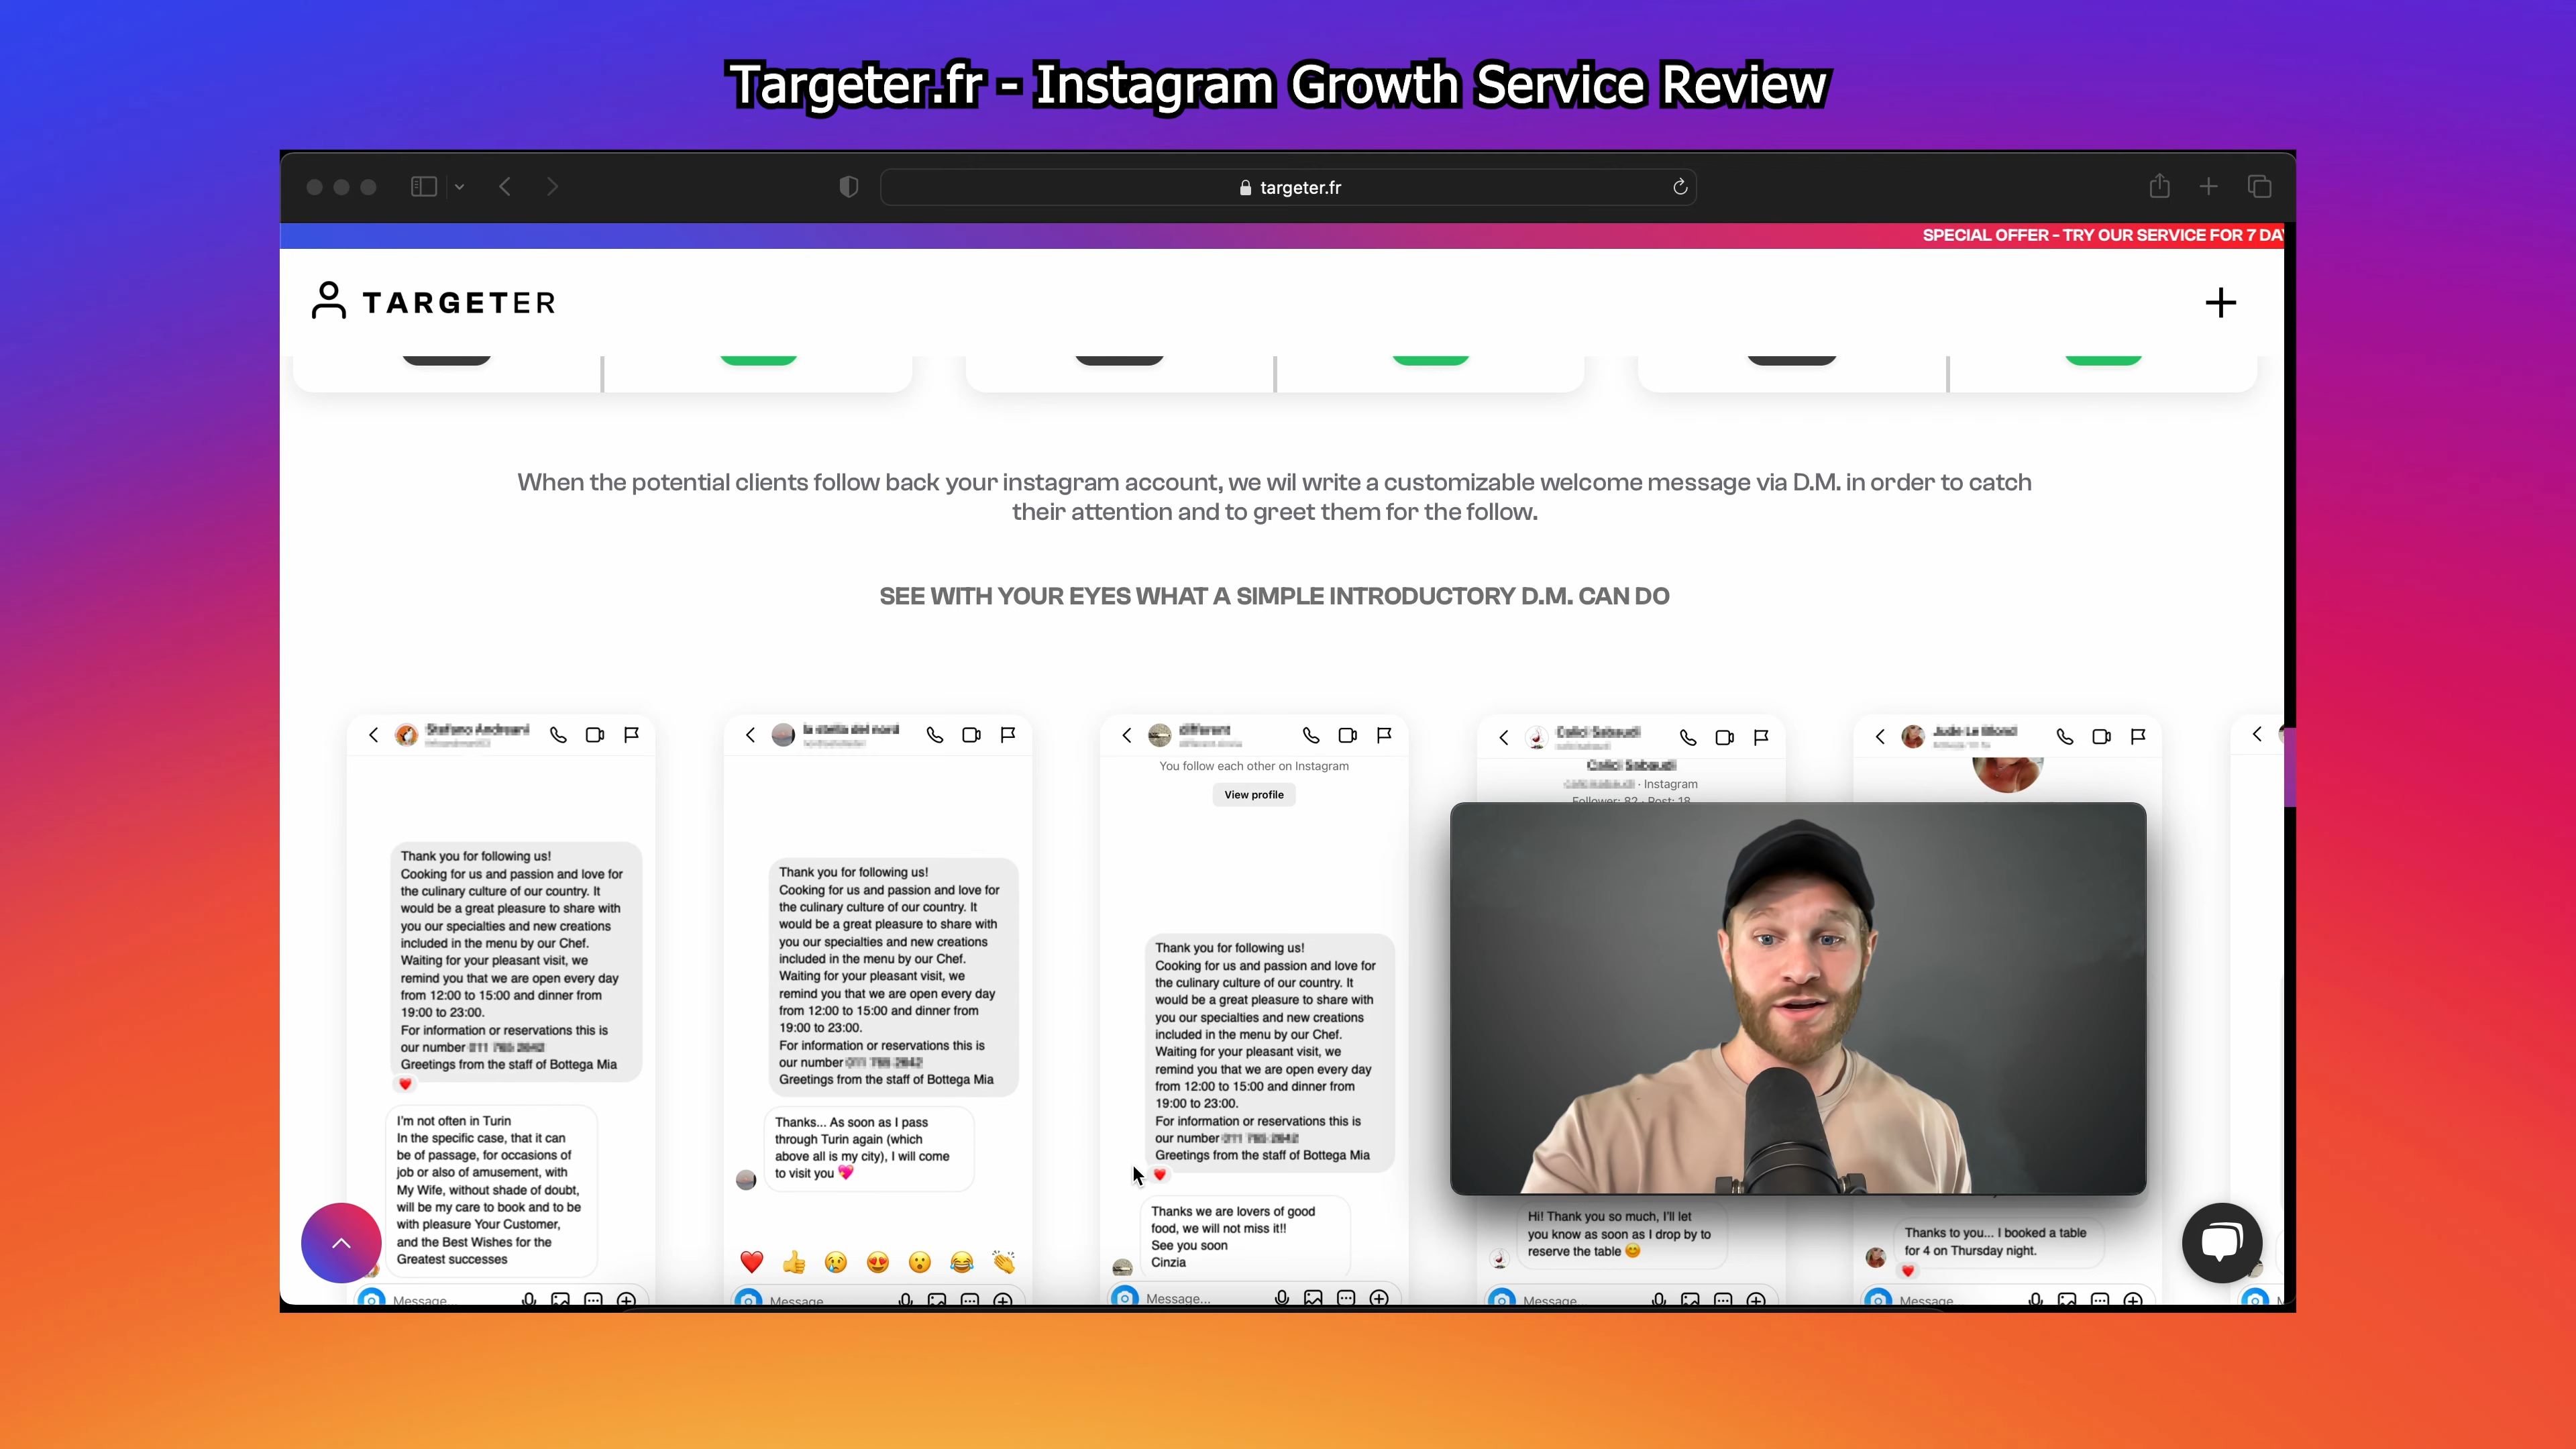 Targeter.fr - Instagram Growth Service Review
targeter.fr
SPECIAL OFFER - TRY OUR SERVICE FOR 7 DA
TARGETER
When the potential clients follow back your instagram account, we wil write a customizable welcome message via D.M. in order to catch
their attention and to greet them for the follow.
SEE WITH YOUR EYES WHAT A SIMPLE INTRODUCTORY D.M. CAN DO
Thank you for following us!
Cooking for us and passion and love for
the culinary culture of our country. It
would be a great pleasure to share with
you our specialties and new creations
included in the menu by our Chef.
Waiting for your pleasant visit, we
remind you that we are open every day
from 12:00 to 15:00 and dinner from
19:00 to 23:00.
For information or reservations this is
our number
Greetings from the staff of Bottega Mia
I'm not often in Turin
In the specific case, that it can
be of passage, for occasions of
job or also of amusement, with
My Wife, without shade of doubt,
will be my care to book and to be
with pleasure Your Customer,
and the Best Wishes for the
Greatest successes
Message...
Thank you for following us!
Cooking for us and passion and love for
the culinary culture of our country. It
would be a great pleasure to share with
you our specialties and new creations
included in the menu by our Chef.
Waiting for your pleasant visit, we
remind you that we are open every day
from 12:00 to 15:00 and dinner from
19:00 to 23:00.
For information or reservations this is
our number
Greetings from the staff of Bottega Mia
Thanks... As soon as I pass
through Turin again (which
above all is my city), I will come
to visit you 💖
❤️ 👍 😢 😍 😮 😂 👏
Message...
You follow each other on Instagram
View profile
Thank you for following us!
Cooking for us and passion and love for
the culinary culture of our country. It
would be a great pleasure to share with
you our specialties and new creations
included in the menu by our Chef.
Waiting for your pleasant visit, we
remind you that we are open every day
from 12:00 to 15:00 and dinner from
19:00 to 23:00.
For information or reservations this is
our number
Greetings from the staff of Bottega Mia
Thanks we are lovers of good
food, we will not miss it!!
See you soon
Cinzia
Message...
· Instagram
Follower: 82 · Post: 18
Hi! Thank you so much, I'll let
you know as soon as I drop by to
reserve the table 😊
Message...
Thanks to you... I booked a table
for 4 on Thursday night.
Message...